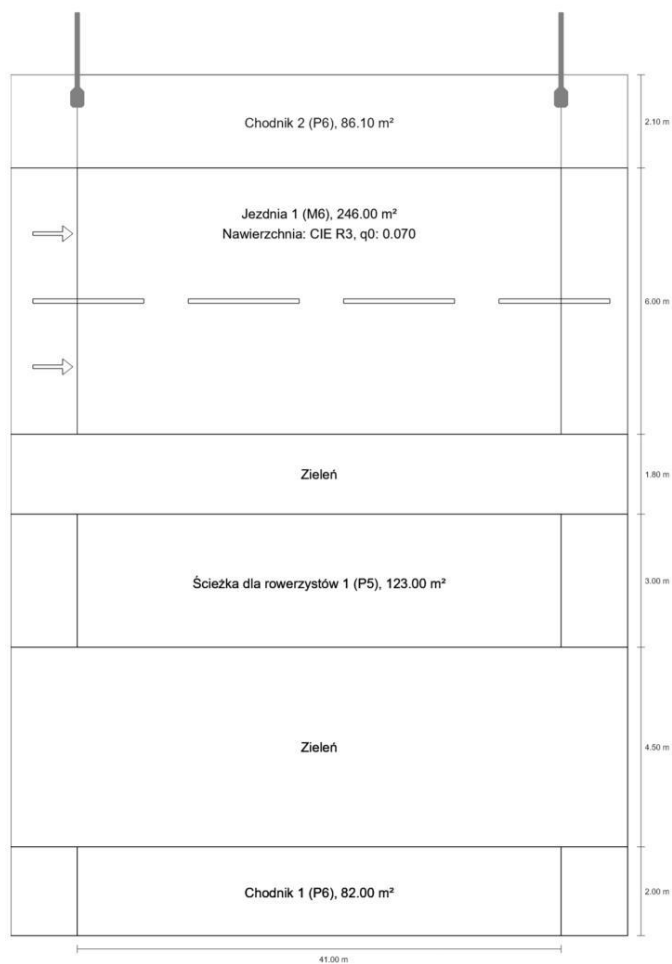 Chodnik 2 (P6), 86.10 m²
2.10 m
Jezdnia 1 (M6), 246.00 m²
Nawierzchnia: CIE R3, q0: 0.070
6.00 m
Zieleń
1.80 m
Ścieżka dla rowerzystów 1 (P5), 123.00 m²
3.00 m
Zieleń
4.50 m
Chodnik 1 (P6), 82.00 m²
2.00 m
41.00 m